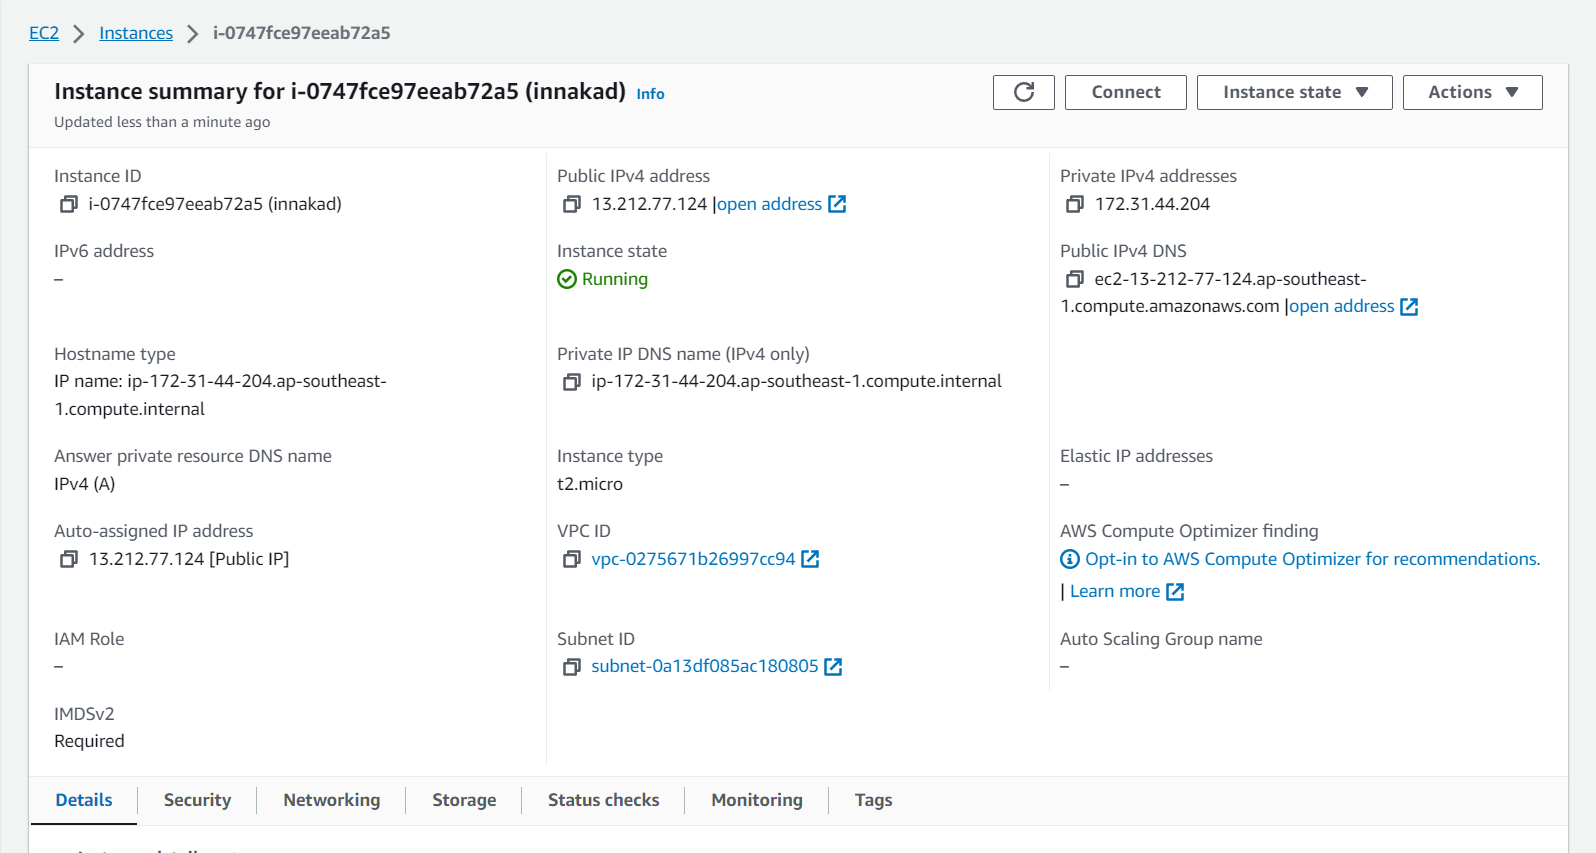 EC2 > Instances > i-0747fce97eeab72a5
Instance summary for i-0747fce97eeab72a5 (innakad) Info
Updated less than a minute ago
Connect
Instance state
Actions
Instance ID
i-0747fce97eeab72a5 (innakad)
Public IPv4 address
13.212.77.124 |open address
Private IPv4 addresses
172.31.44.204
IPv6 address
–
Instance state
Running
Public IPv4 DNS
ec2-13-212-77-124.ap-southeast-
1.compute.amazonaws.com |open address
Hostname type
IP name: ip-172-31-44-204.ap-southeast-
1.compute.internal
Private IP DNS name (IPv4 only)
ip-172-31-44-204.ap-southeast-1.compute.internal
Answer private resource DNS name
IPv4 (A)
Instance type
t2.micro
Elastic IP addresses
–
Auto-assigned IP address
13.212.77.124 [Public IP]
VPC ID
vpc-0275671b26997cc94
AWS Compute Optimizer finding
Opt-in to AWS Compute Optimizer for recommendations.
| Learn more
IAM Role
–
Subnet ID
subnet-0a13df085ac180805
Auto Scaling Group name
–
IMDSv2
Required
Details
Security
Networking
Storage
Status checks
Monitoring
Tags